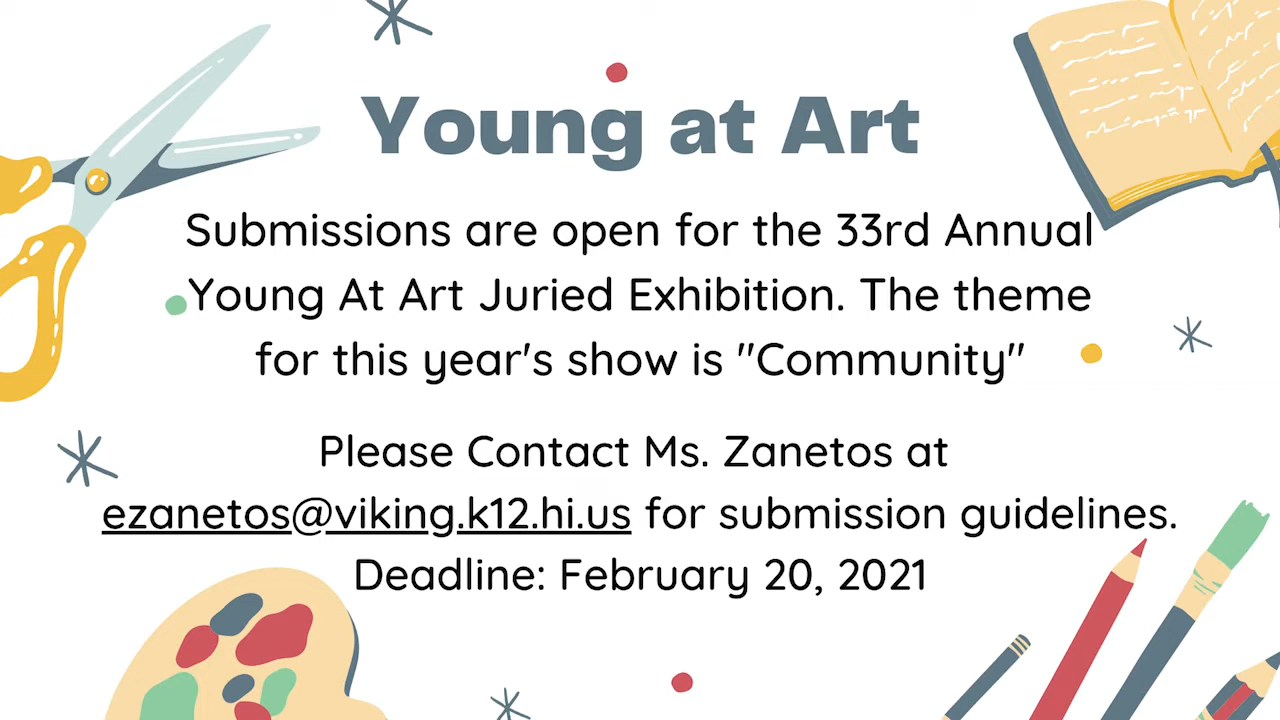 Young at Art
Submissions are open for the 33rd Annual
Young At Art Juried Exhibition. The theme
for this year's show is "Community"
Please Contact Ms. Zanetos at
ezanetos@viking.k12.hi.us for submission guidelines.
Deadline: February 20, 2021